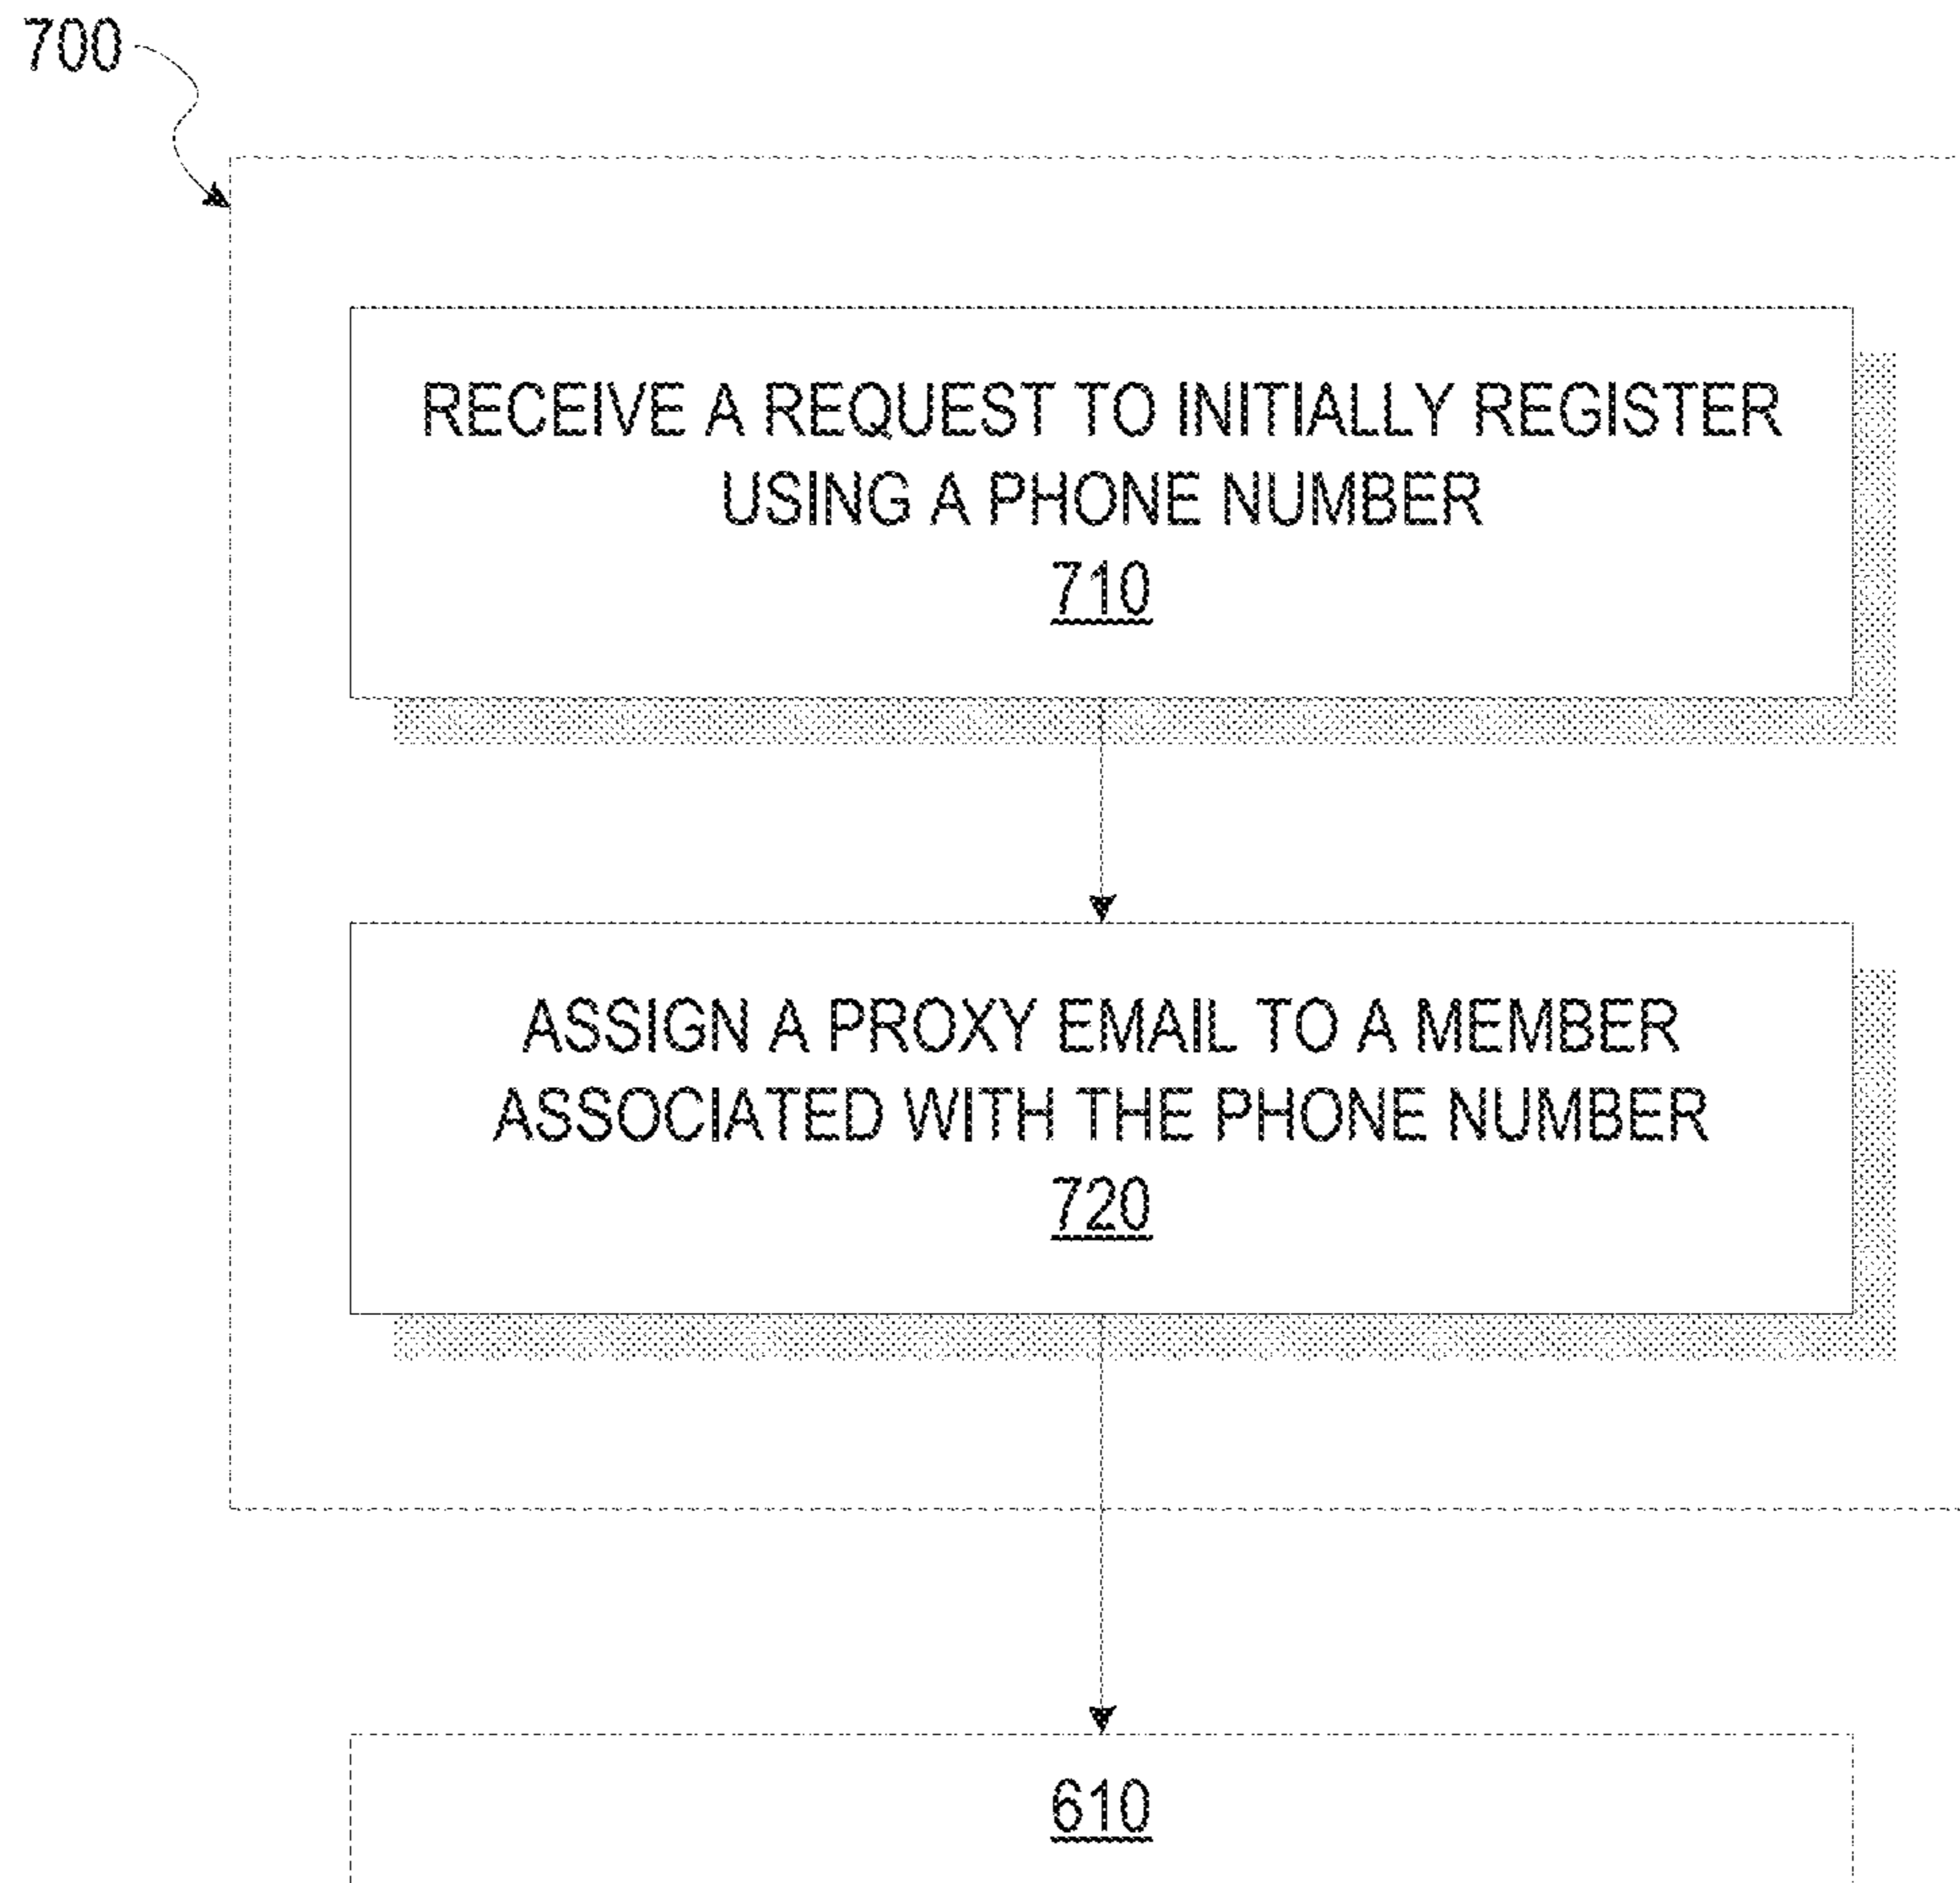 700
RECEIVE A REQUEST TO INITIALLY REGISTER
USING A PHONE NUMBER
710
ASSIGN A PROXY EMAIL TO A MEMBER
ASSOCIATED WITH THE PHONE NUMBER
720
610